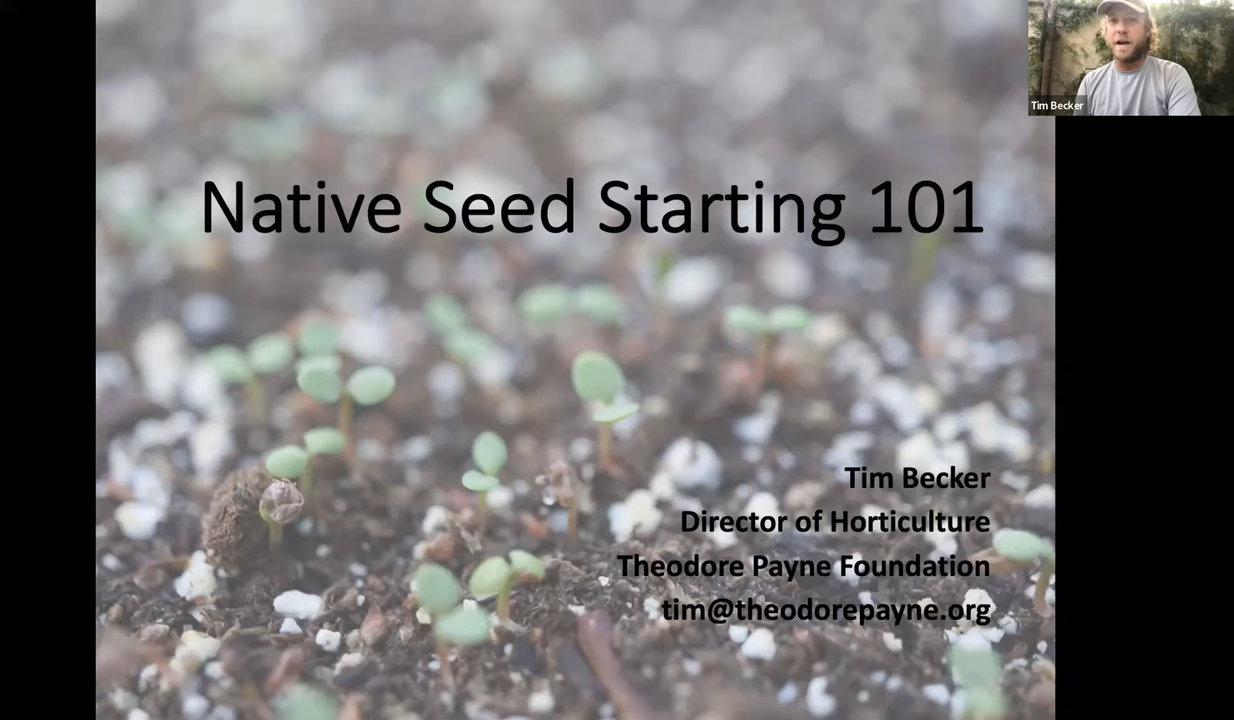 Native Seed Starting 101
Tim Becker
Director of Horticulture
Theodore Payne Foundation
tim@theodorepayne.org
Tim Becker